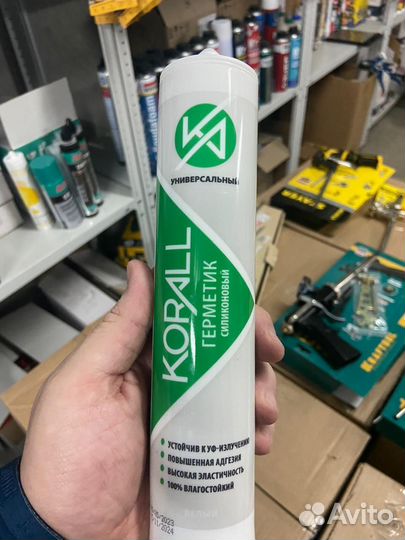 УНИВЕРСАЛЬНЫЙ
KORALL
ГЕРМЕТИК
СИЛИКОНОВЫЙ
УСТОЙЧИВ К УФ-ИЗЛУЧЕНИЮ
ПОВЫШЕННАЯ АДГЕЗИЯ
ВЫСОКАЯ ЭЛАСТИЧНОСТЬ
100% ВЛАГОСТОЙКИЙ
БЕЛЫЙ
Avito